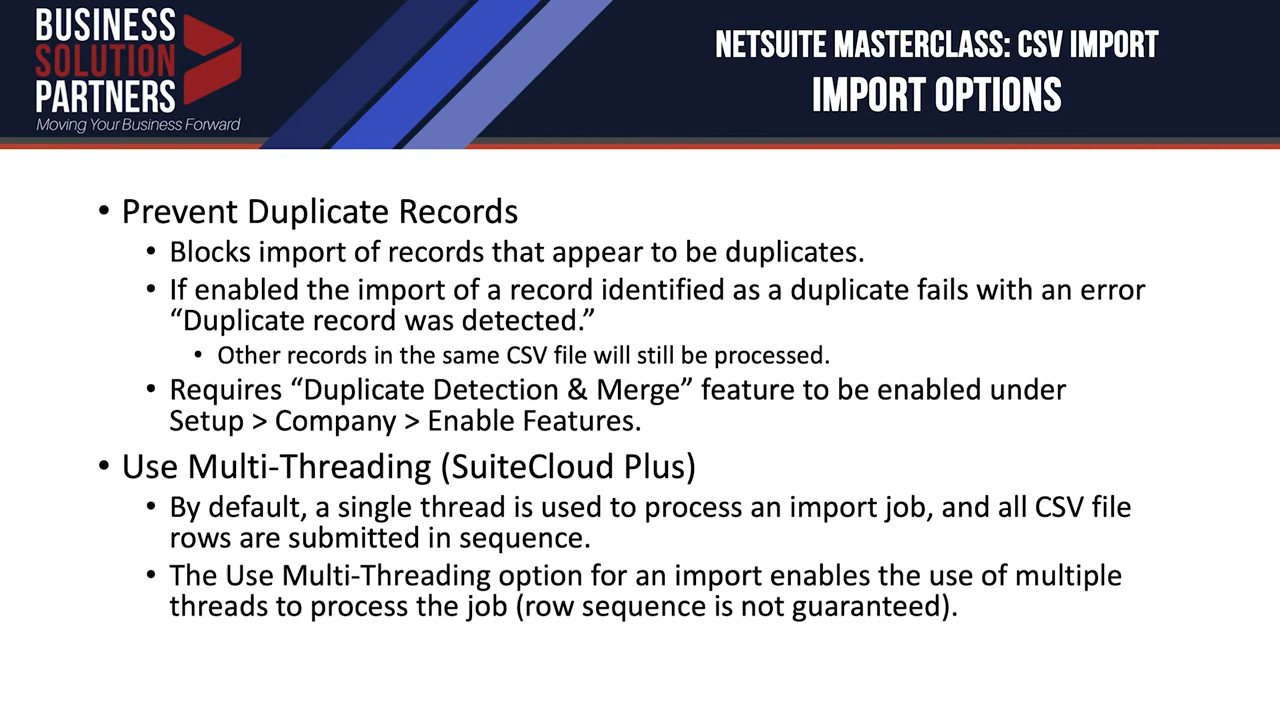 BUSINESS
SOLUTION
PARTNERS
Moving Your Business Forward
NETSUITE MASTERCLASS: CSV IMPORT
IMPORT OPTIONS
• Prevent Duplicate Records
• Blocks import of records that appear to be duplicates.
• If enabled the import of a record identified as a duplicate fails with an error
“Duplicate record was detected.”
• Other records in the same CSV file will still be processed.
• Requires “Duplicate Detection & Merge” feature to be enabled under
Setup > Company > Enable Features.
• Use Multi-Threading (SuiteCloud Plus)
• By default, a single thread is used to process an import job, and all CSV file
rows are submitted in sequence.
• The Use Multi-Threading option for an import enables the use of multiple
threads to process the job (row sequence is not guaranteed).